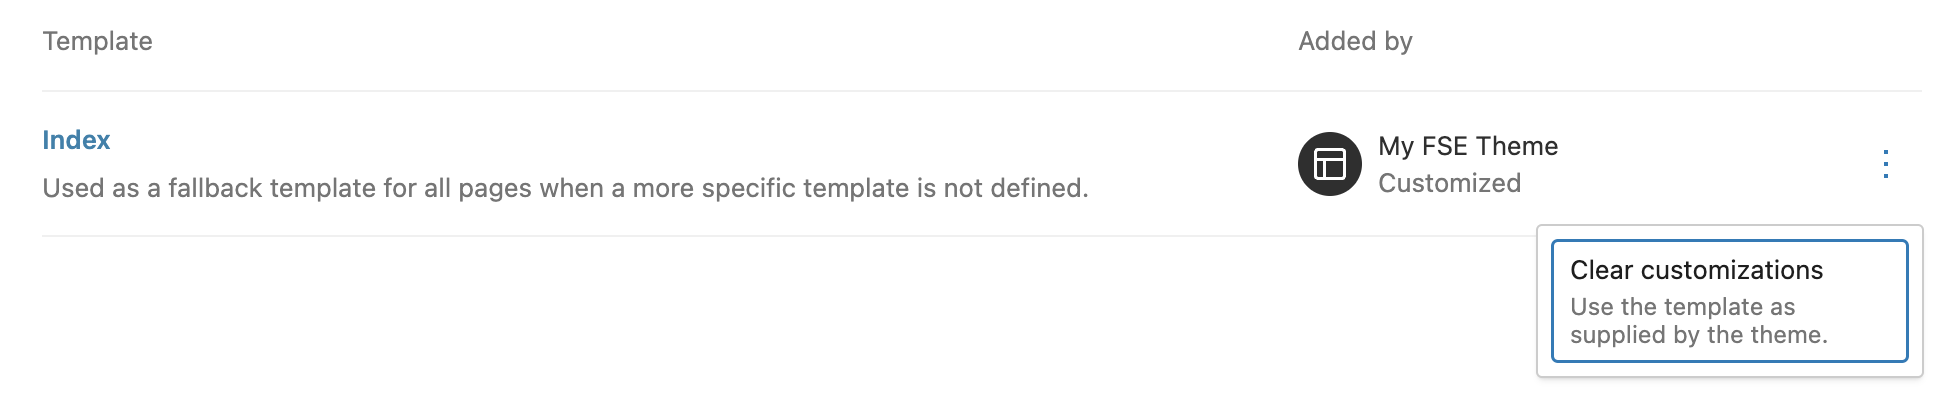 Template
Added by
Index
Used as a fallback template for all pages when a more specific template is not defined.
My FSE Theme
Customized
Clear customizations
Use the template as
supplied by the theme.